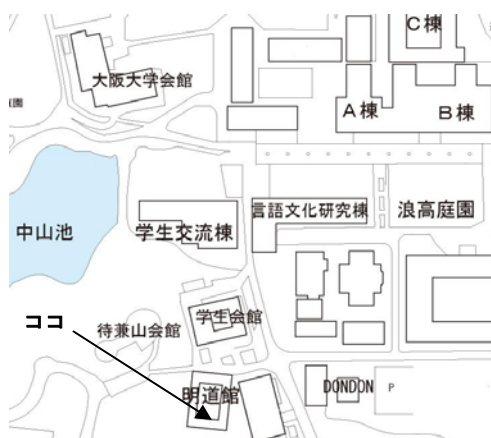 C棟
大阪大学会館
A棟
B棟
中山池
学生交流棟
言語文化研究棟
浪高庭園
ココ
待兼山会館
学生会館
明道館
DONDON
P